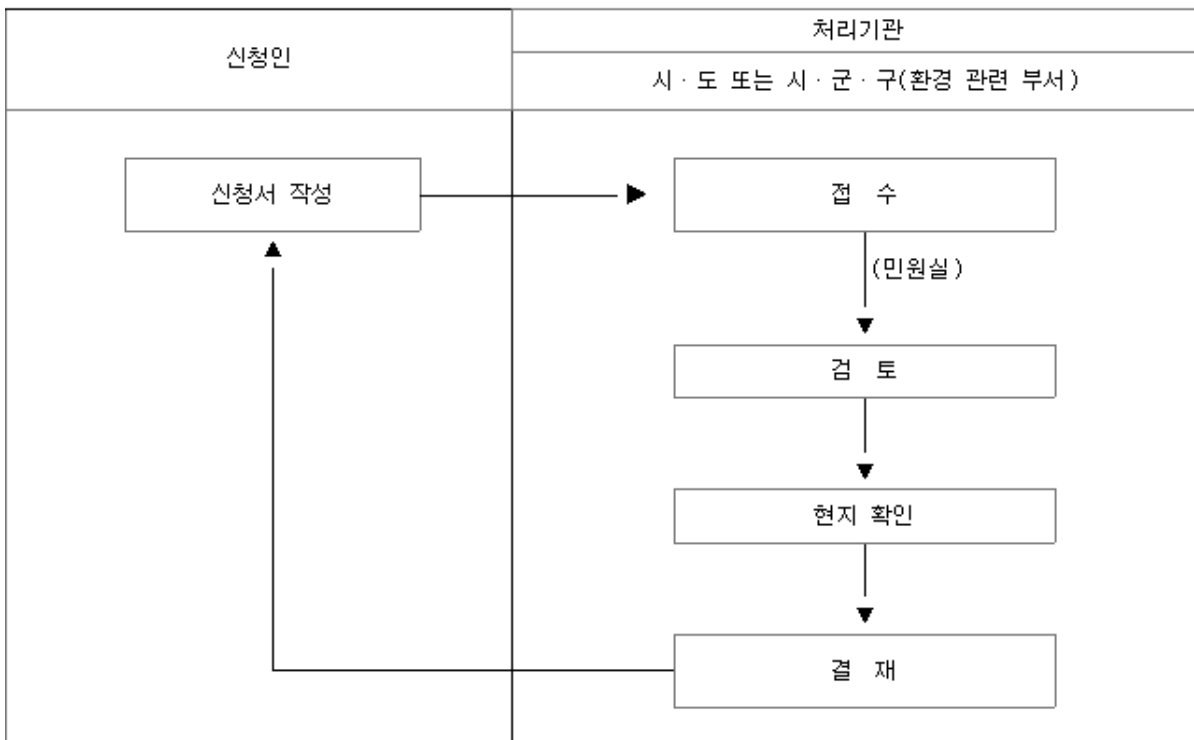 신청인
처리기관
시·도 또는 시·군·구(환경 관련 부서)
신청서 작성
접 수
(민원실)
검 토
현지 확인
결 재